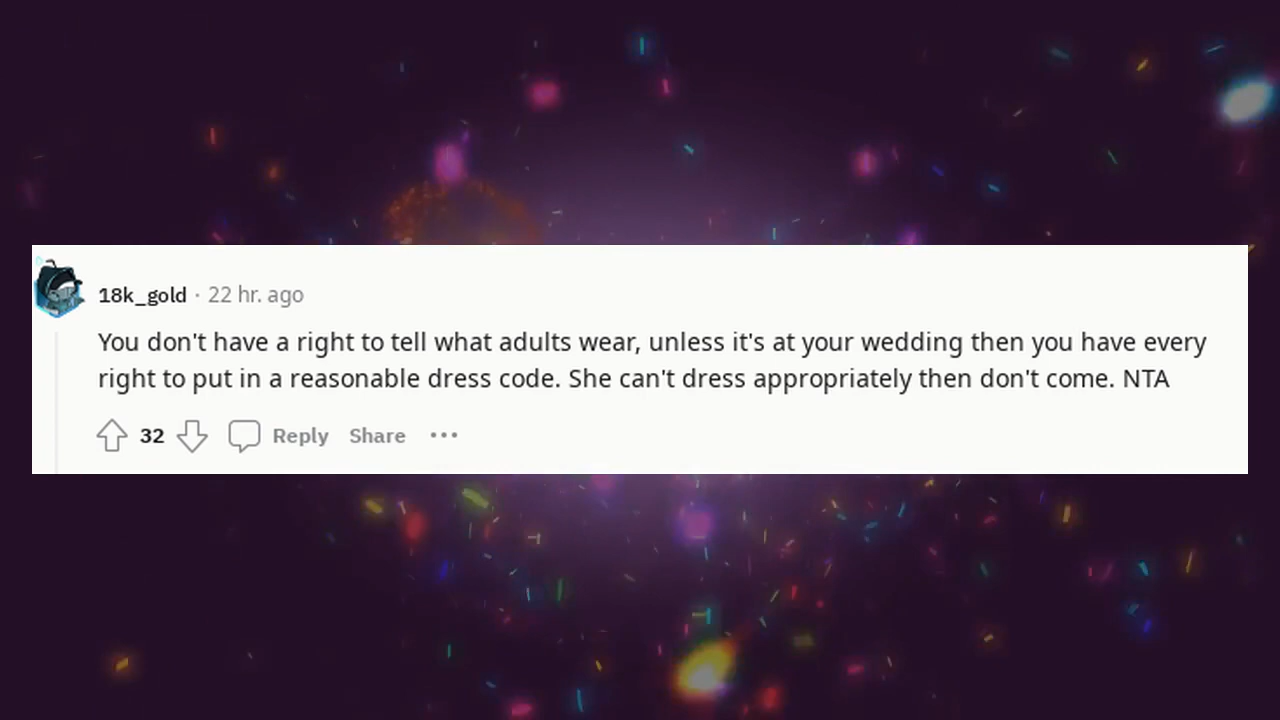 18k_gold · 22 hr. ago
You don't have a right to tell what adults wear, unless it's at your wedding then you have every
right to put in a reasonable dress code. She can't dress appropriately then don't come. NTA
32 Reply Share ···